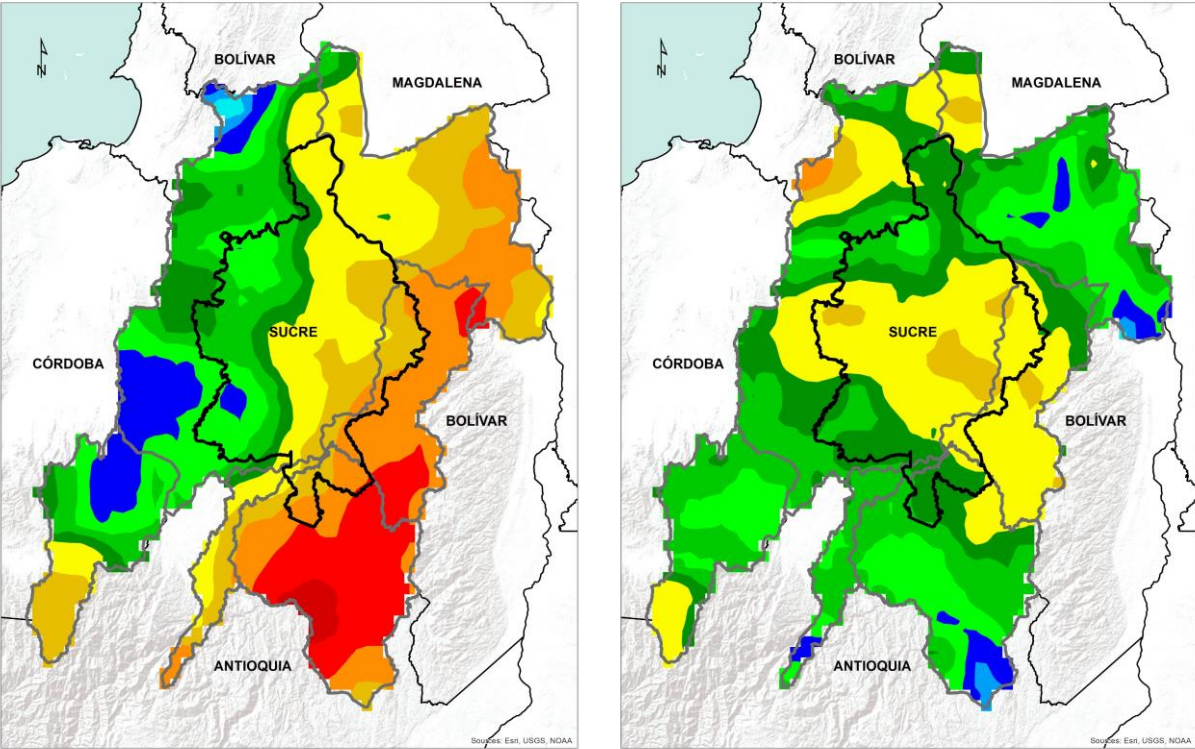 N
BOLÍVAR
MAGDALENA
SUCRE
CÓRDOBA
BOLÍVAR
ANTIOQUIA
Sources: Esri, USGS, NOAA
N
BOLÍVAR
MAGDALENA
SUCRE
CÓRDOBA
BOLÍVAR
ANTIOQUIA
Sources: Esri, USGS, NOAA